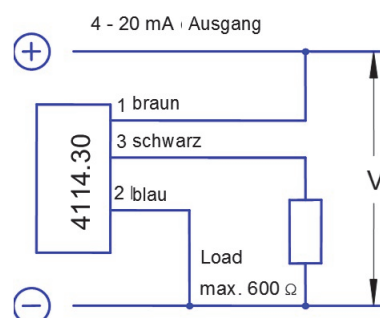 4 - 20 mA Ausgang
+
1 braun
3 schwarz
4114.30
2 blau
V
Load
max. 600 Ω
−